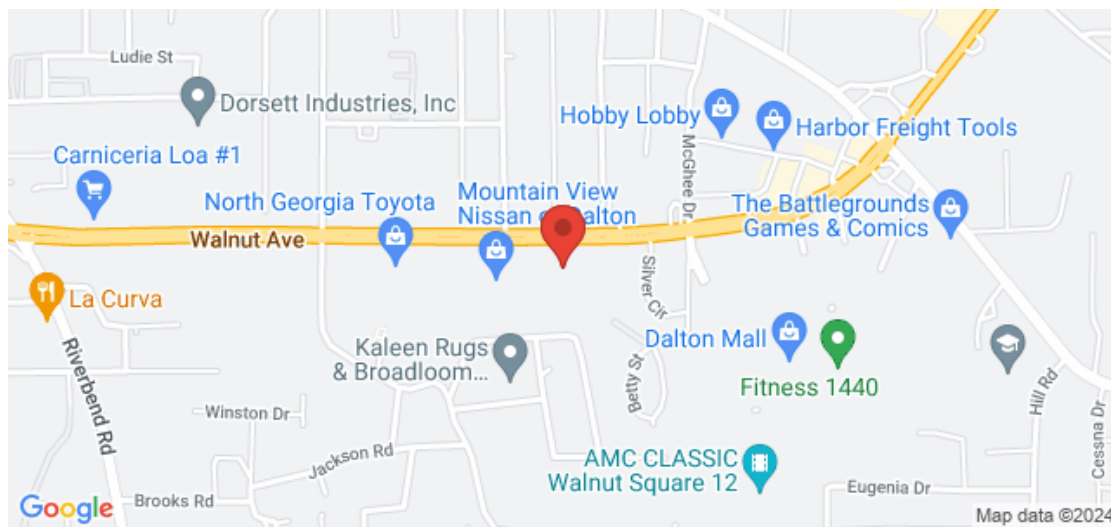 Ludie St
Dorsett Industries, Inc
Hobby Lobby
Harbor Freight Tools
McGhee Dr
Carniceria Loa #1
North Georgia Toyota
Mountain View
Nissan of Dalton
The Battlegrounds
Games & Comics
Walnut Ave
Silver Cir
La Curva
Riverbend Rd
Kaleen Rugs
& Broadloom...
Dalton Mall
Betty St
Fitness 1440
Hill Rd
Cessna Dr
Winston Dr
Jackson Rd
AMC CLASSIC
Walnut Square 12
Brooks Rd
Eugenia Dr
Google
Map data ©2024